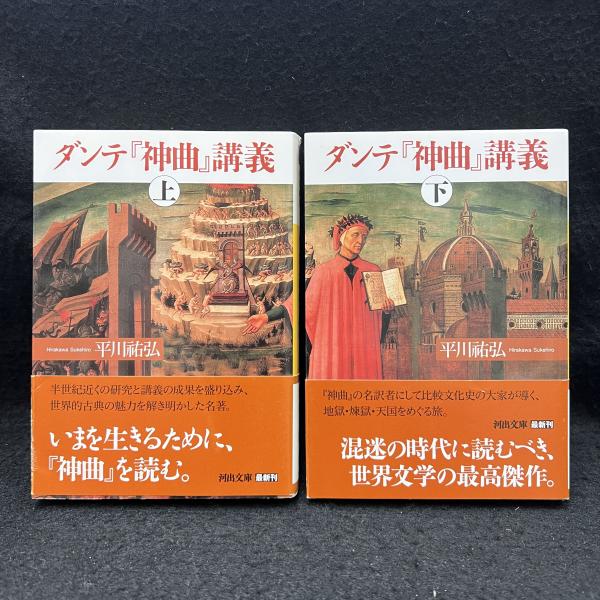 ダンテ『神曲』講義
上
Hirakawa Sukehiro 平川祐弘
半世紀近くの研究と講義の成果を盛り込み、
世界的古典の魅力を解き明かした名著。
いまを生きるために、
『神曲』を読む。
河出文庫 最新刊
ダンテ『神曲』講義
下
平川祐弘 Hirakawa Sukehiro
『神曲』の名訳者にして比較文化史の大家が導く、
地獄・煉獄・天国をめぐる旅。
河出文庫 最新刊
混迷の時代に読むべき、
世界文学の最高傑作。